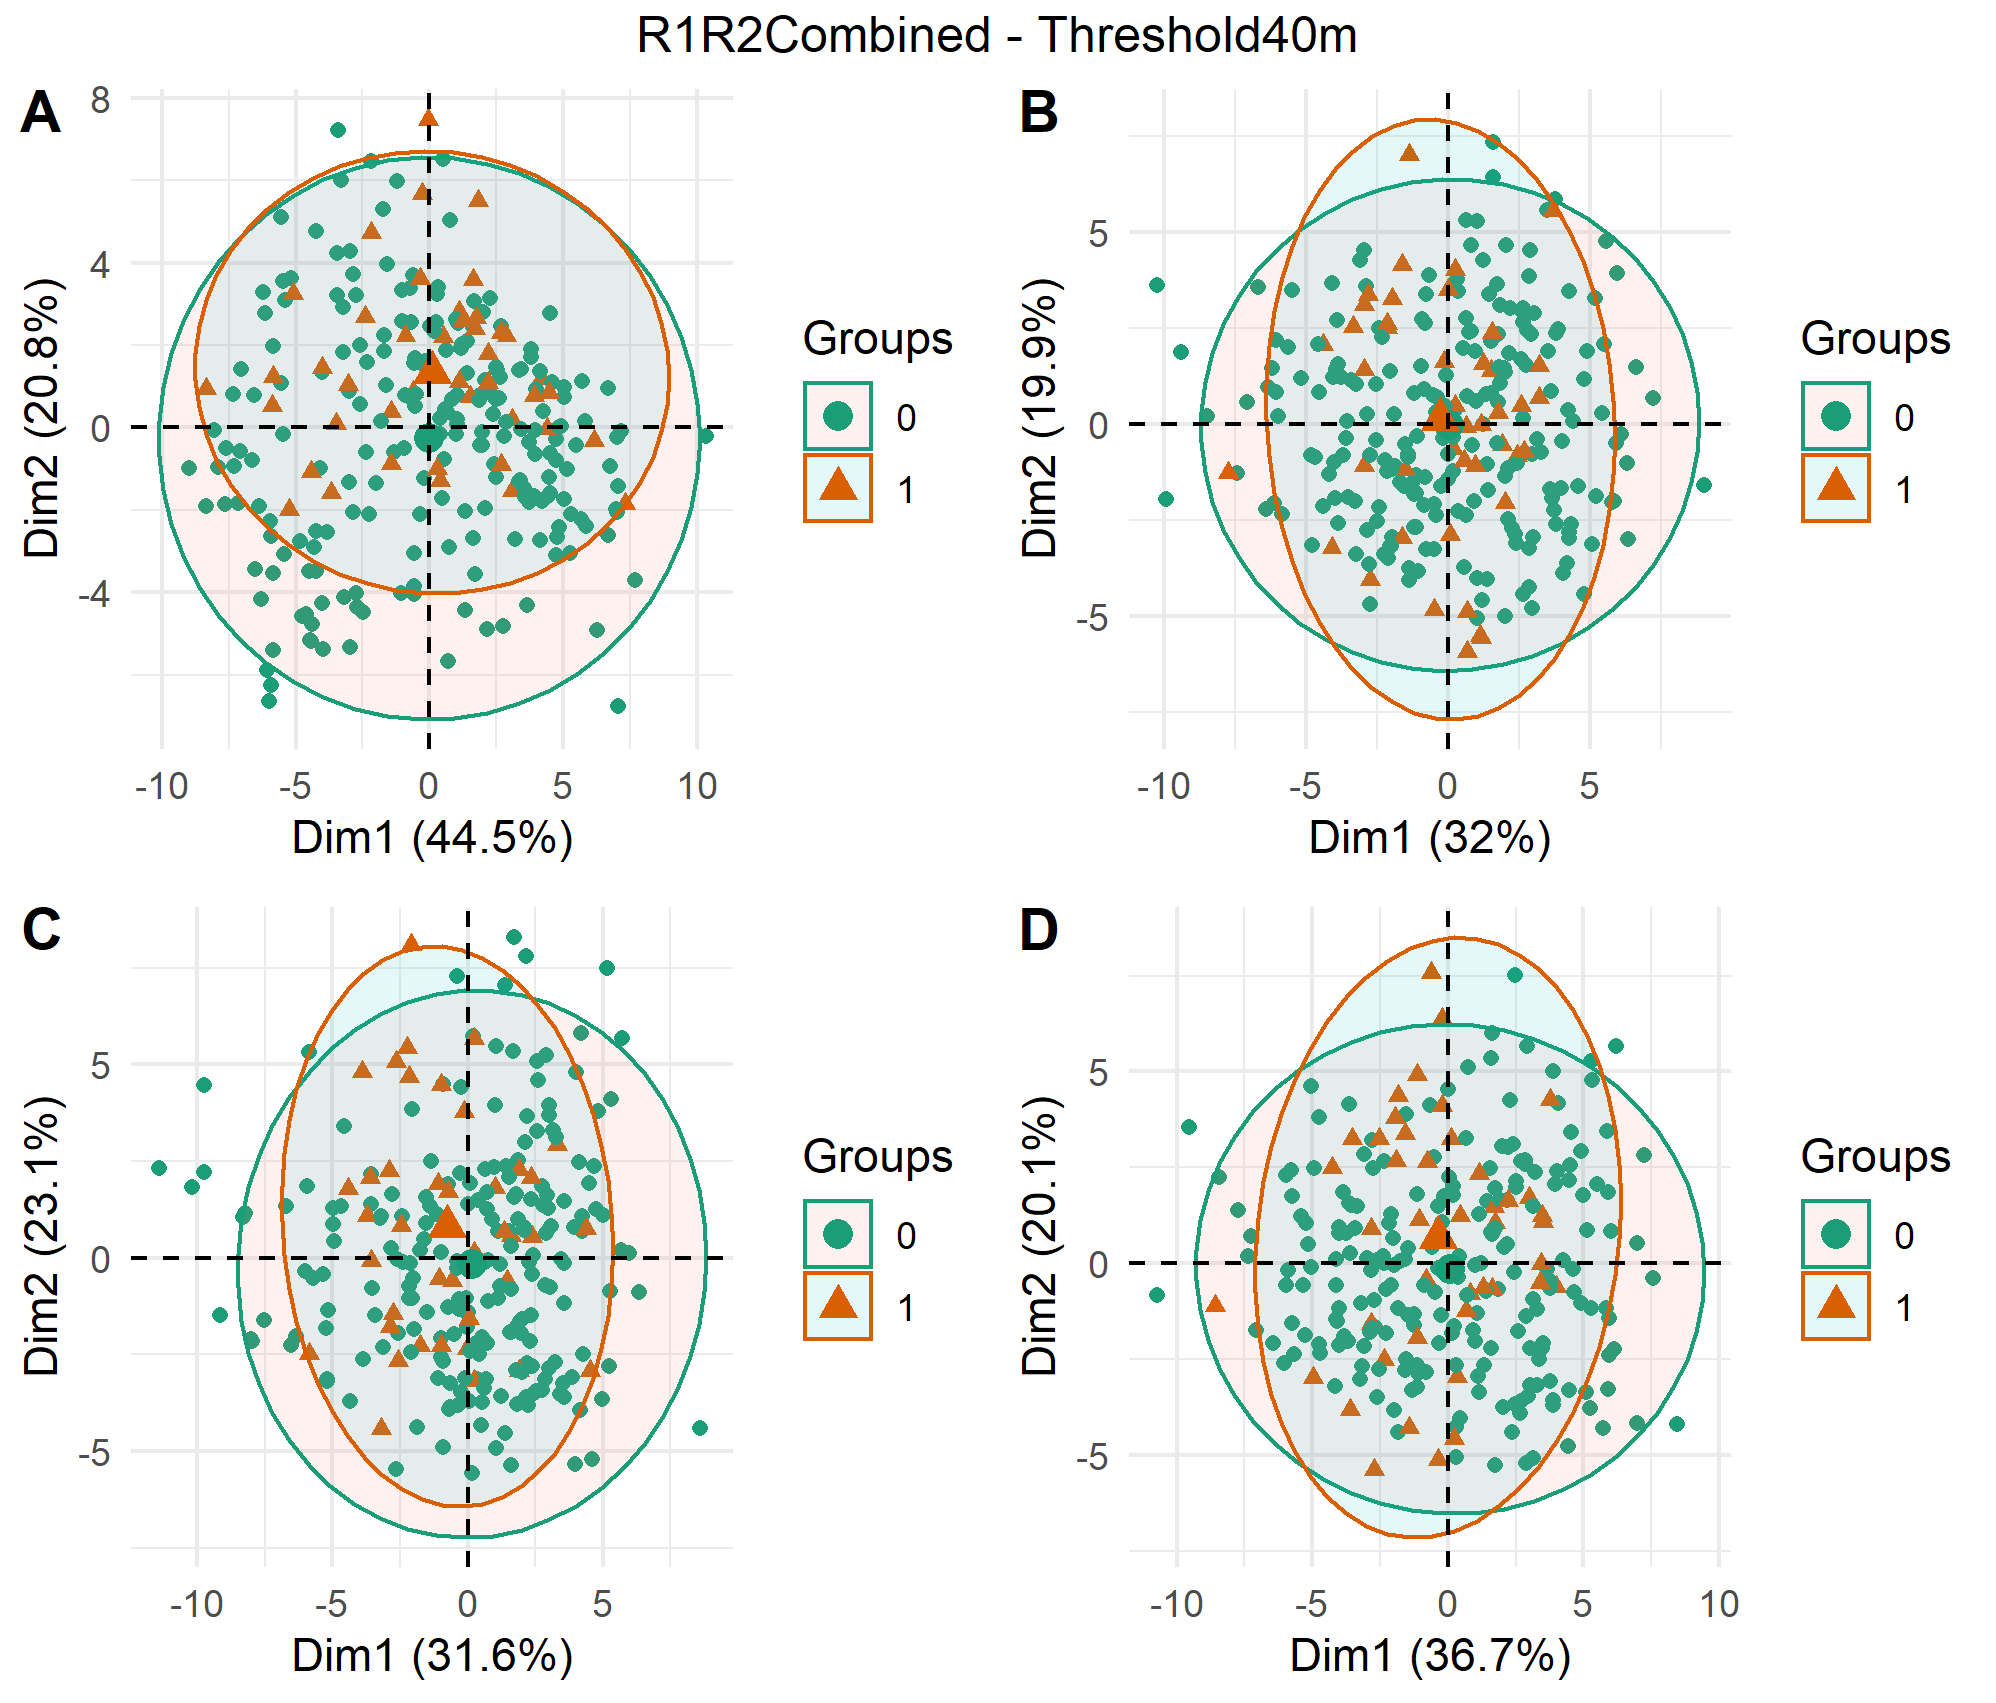 R1R2Combined - Threshold40m
A
8
4
0
-4
-10
-5
0
5
10
Dim2 (20.8%)
Dim1 (44.5%)
Groups
0
1
B
5
0
-5
-10
-5
0
5
Dim2 (19.9%)
Dim1 (32%)
Groups
0
1
C
5
0
-5
-10
-5
0
5
Dim2 (23.1%)
Dim1 (31.6%)
Groups
0
1
D
5
0
-5
-10
-5
0
5
10
Dim2 (20.1%)
Dim1 (36.7%)
Groups
0
1